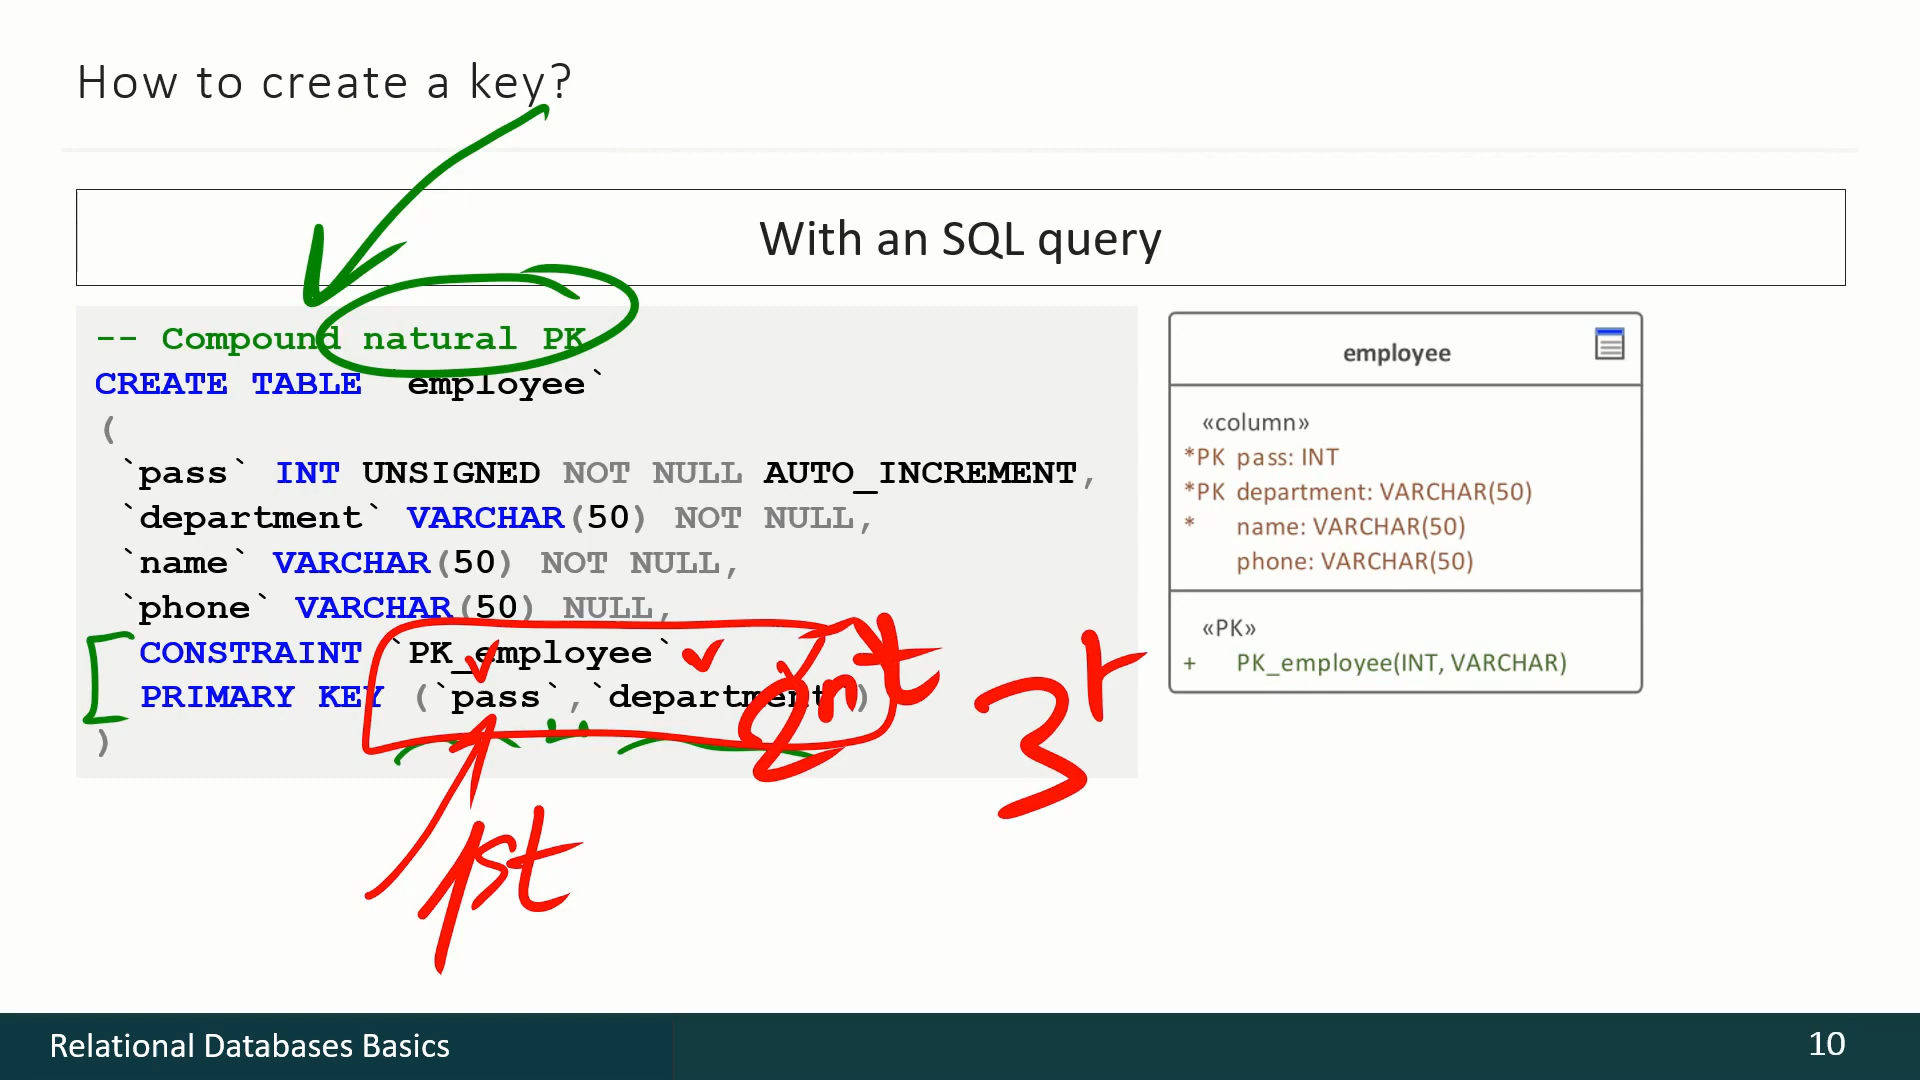 How to create a key?
With an SQL query
-- Compound natural PK
CREATE TABLE `employee`
(
`pass` INT UNSIGNED NOT NULL AUTO_INCREMENT,
`department` VARCHAR(50) NOT NULL,
`name` VARCHAR(50) NOT NULL,
`phone` VARCHAR(50) NULL,
CONSTRAINT `PK_employee`
PRIMARY KEY (`pass`,`department`)
)
1st
3r
employee
«column»
*PK pass: INT
*PK department: VARCHAR(50)
* name: VARCHAR(50)
phone: VARCHAR(50)
«PK»
+ PK_employee(INT, VARCHAR)
Relational Databases Basics
10